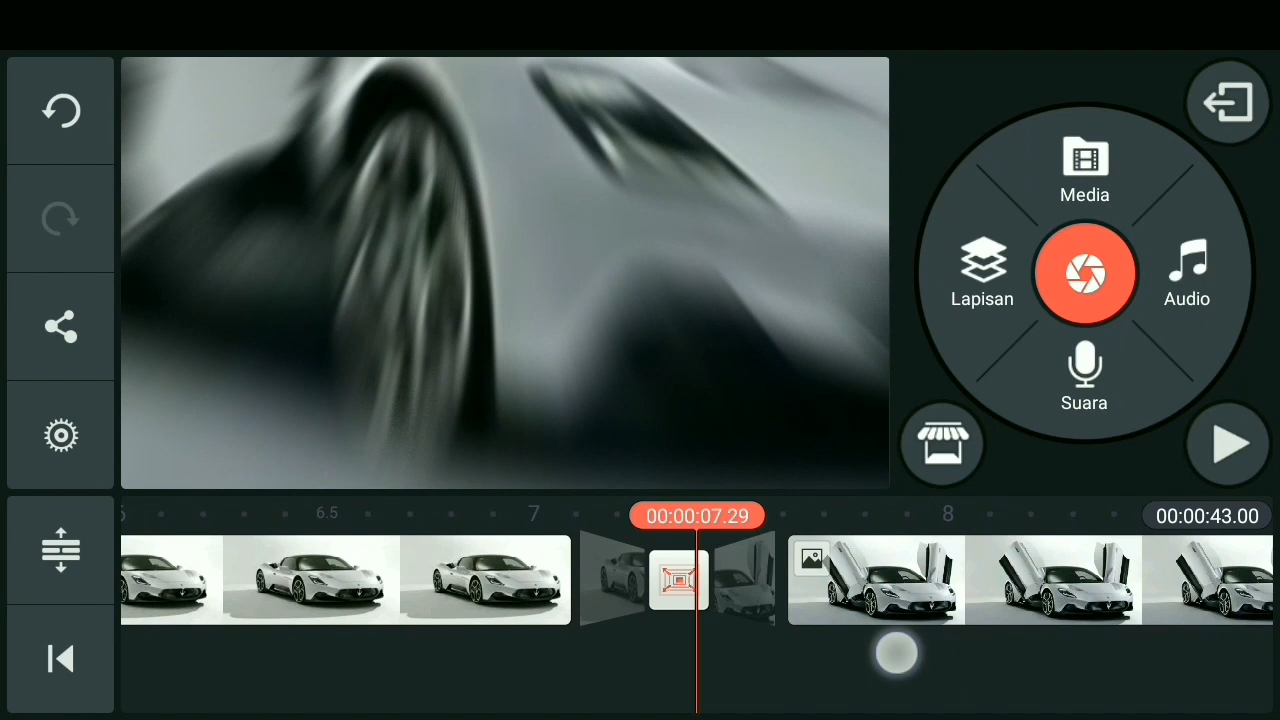 Media
Lapisan
Audio
Suara
6.5
7
00:00:07.29
8
00:00:43.00